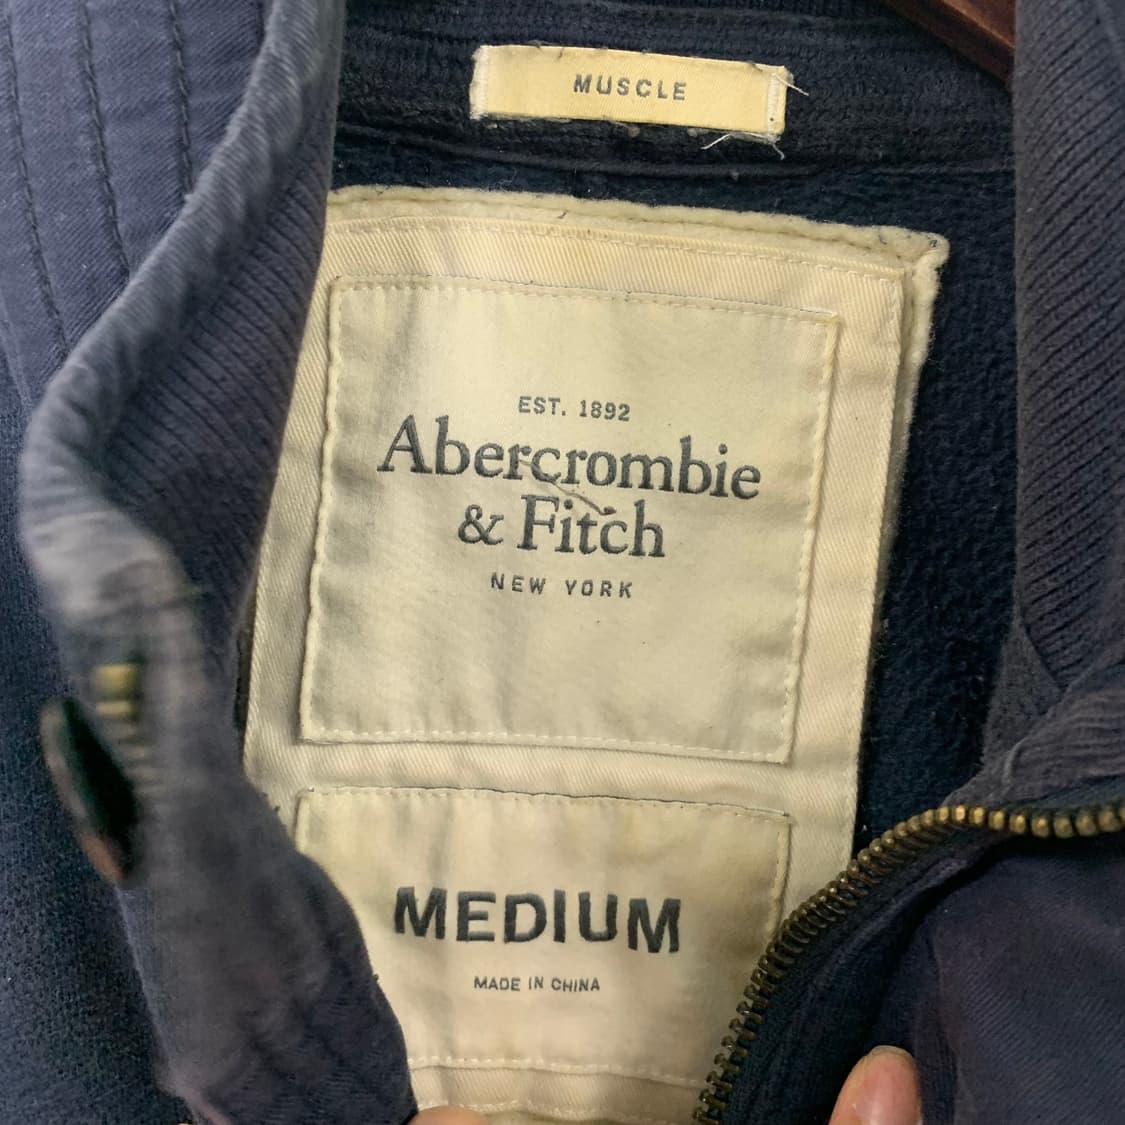 MUSCLE
EST. 1892
Abercrombie
& Fitch
NEW YORK
MEDIUM
MADE IN CHINA